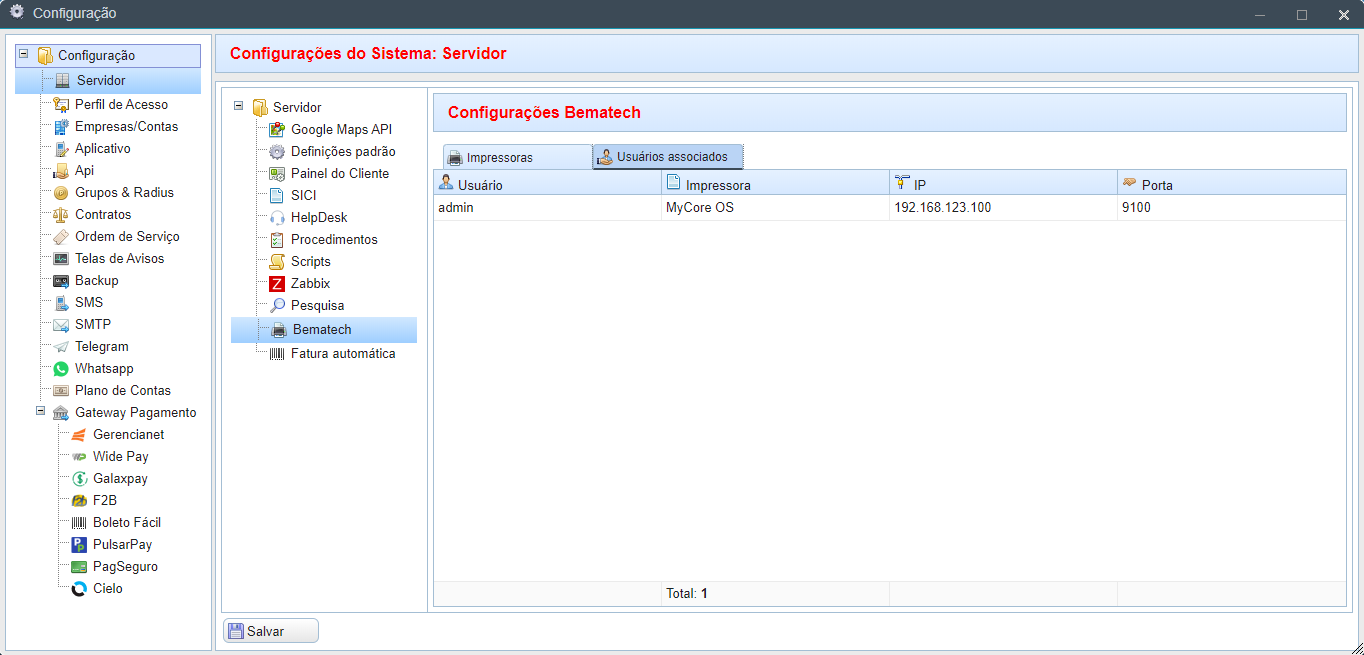 Configuração
Configuração
Servidor
Perfil de Acesso
Empresas/Contas
Aplicativo
Api
Grupos & Radius
Contratos
Ordem de Serviço
Telas de Avisos
Backup
SMS
SMTP
Telegram
Whatsapp
Plano de Contas
Gateway Pagamento
Gerencianet
Wide Pay
Galaxpay
F2B
Boleto Fácil
PulsarPay
PagSeguro
Cielo
Configurações do Sistema: Servidor
Servidor
Google Maps API
Definições padrão
Painel do Cliente
SICI
HelpDesk
Procedimentos
Scripts
Zabbix
Pesquisa
Bematech
Fatura automática
Configurações Bematech
Impressoras Usuários associados
Usuário Impressora IP Porta
admin MyCore OS 192.168.123.100 9100
Total: 1
Salvar